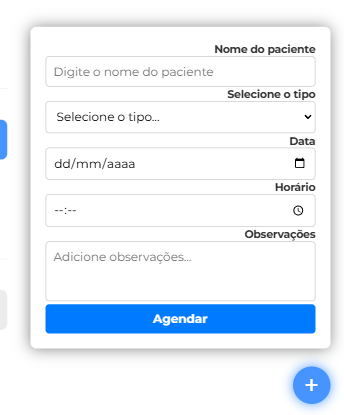 Nome do paciente
Digite o nome do paciente
Selecione o tipo
Selecione o tipo...
Data
dd/mm/aaaa
Horário
--:--
Observações
Adicione observações...
Agendar
+